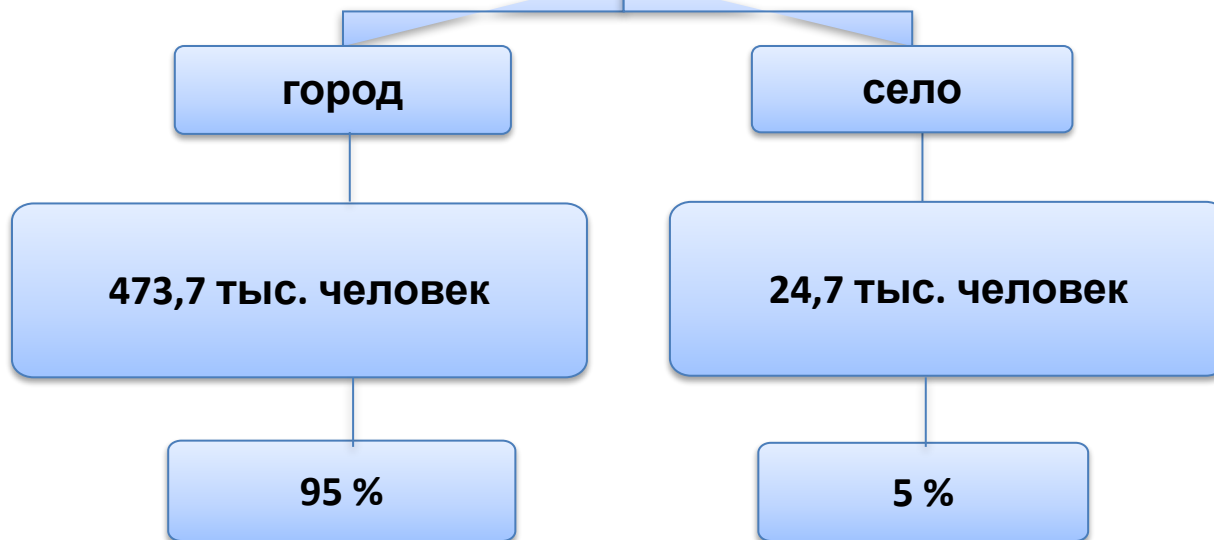 город
село
473,7 тыс. человек
24,7 тыс. человек
95 %
5 %